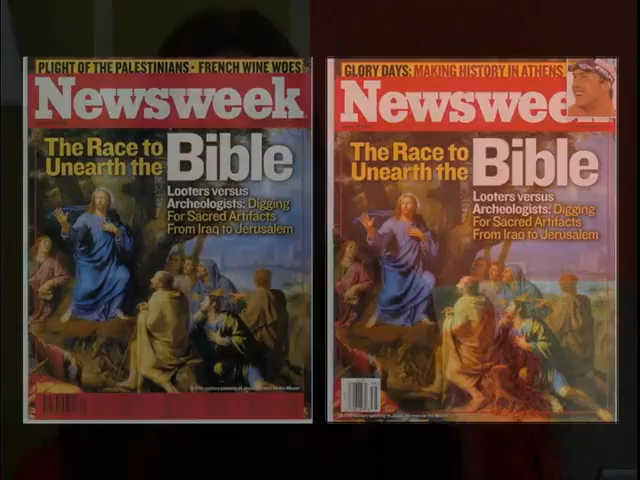 PLIGHT OF THE PALESTINIANS - FRENCH WINE WOES
Newsweek
The Race to
Unearth the
Bible
Looters versus
Archeologists: Digging
For Sacred Artifacts
From Iraq to Jerusalem
GLORY DAYS: MAKING HISTORY IN ATHENS
Newsweek
The Race to
Unearth the
Bible
Looters versus
Archeologists: Digging
For Sacred Artifacts
From Iraq to Jerusalem